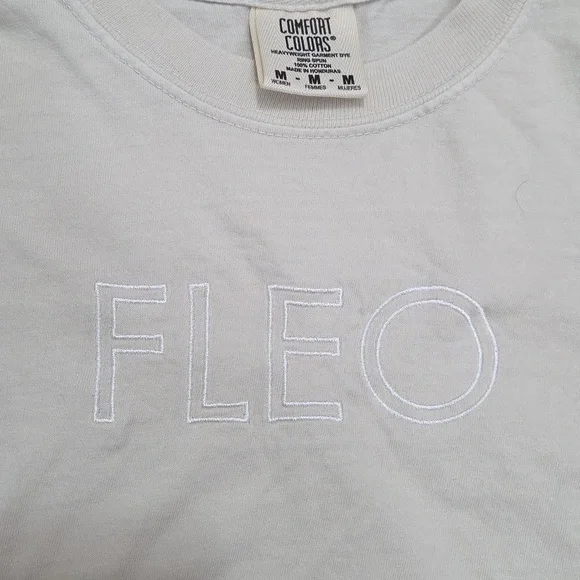 COMFORT
COLORS®
HEAVYWEIGHT GARMENT DYE
RING SPUN
100% COTTON
MADE IN HONDURAS
M - M - M
WOMEN FEMMES MUJERES
FLEO